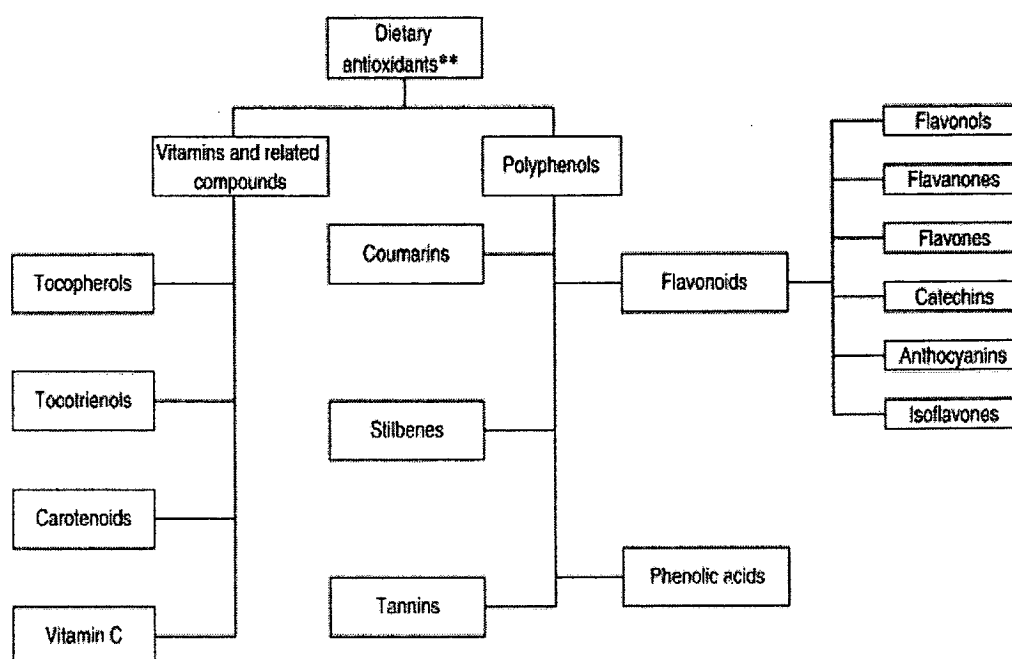 Dietary
antioxidants**
Vitamins and related
compounds
Polyphenols
Tocopherols
Tocotrienols
Carotenoids
Vitamin C
Coumarins
Stilbenes
Tannins
Flavonoids
Phenolic acids
Flavonols
Flavanones
Flavones
Catechins
Anthocyanins
Isoflavones